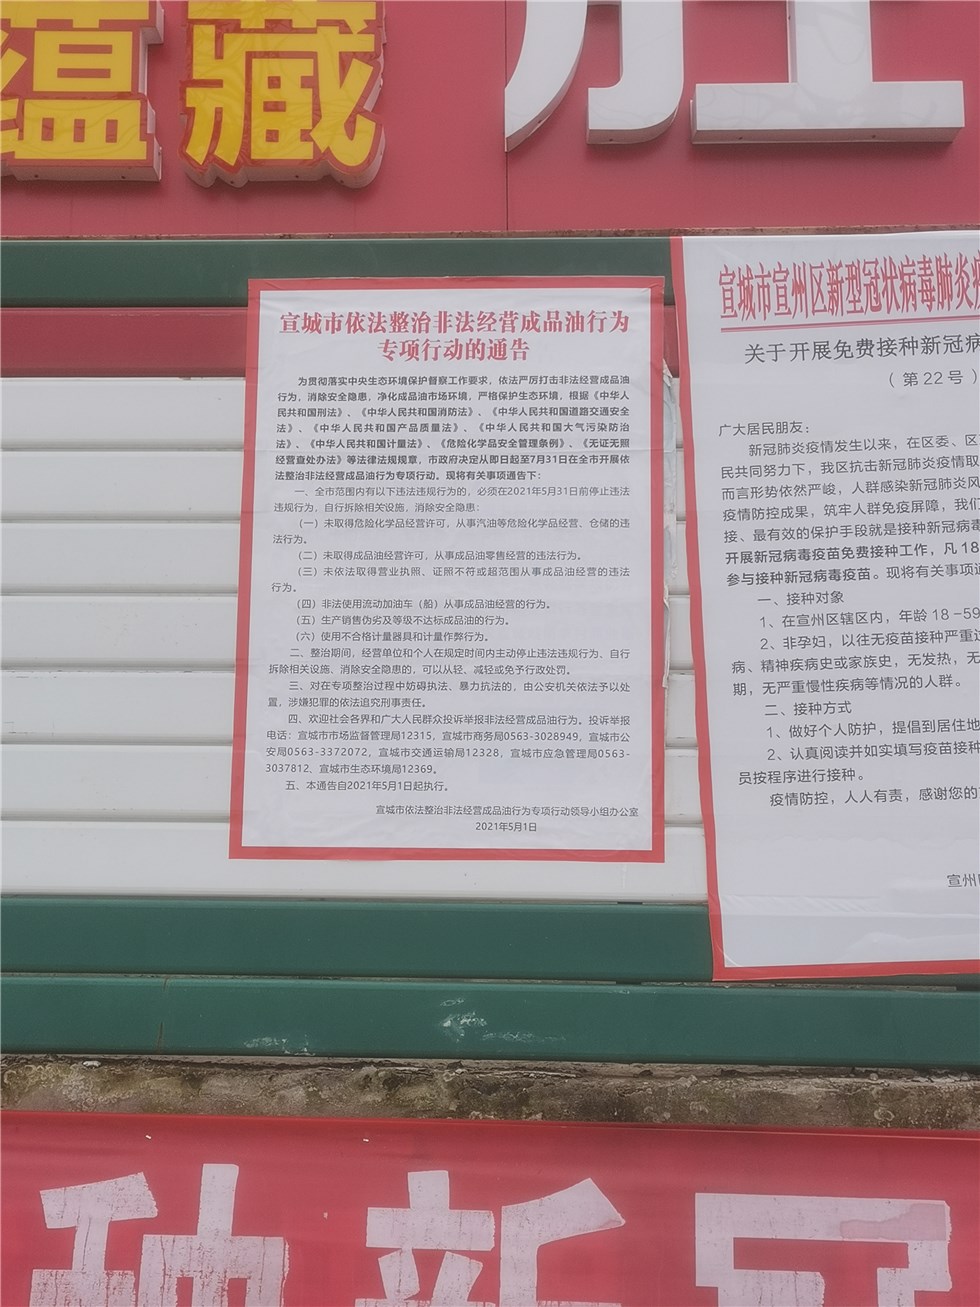 蕴藏
宣城市依法整治非法经营成品油行为
专项行动的通告
为贯彻落实中央生态环境保护督察工作要求，依法严厉打击非法经营成品油
行为，消除安全隐患，净化成品油市场环境，严格保护生态环境，根据《中华人
民共和国刑法》、《中华人民共和国消防法》、《中华人民共和国道路交通安全
法》、《中华人民共和国产品质量法》、《中华人民共和国大气污染防治
法》、《中华人民共和国计量法》、《危险化学品安全管理条例》、《无证无照
经营查处办法》等法律法规规章，市政府决定从即日起至7月31日在全市开展依
法整治非法经营成品油行为专项行动。现将有关事项通告下：
一、全市范围内有以下违法违规行为的，必须在2021年5月31日前停止违法
违规行为，自行拆除相关设施，消除安全隐患：
（一）未取得危险化学品经营许可，从事汽油等危险化学品经营、仓储的违
法行为。
（二）未取得成品油经营许可，从事成品油零售经营的违法行为。
（三）未依法取得营业执照、证照不符或超范围从事成品油经营的违法
行为。
（四）非法使用流动加油车（船）从事成品油经营的行为。
（五）生产销售伪劣及等级不达标成品油的行为。
（六）使用不合格计量器具和计量作弊行为。
二、整治期间，经营单位和个人在规定时间内主动停止违法违规行为、自行
拆除相关设施、消除安全隐患的，可以从轻、减轻或免予行政处罚。
三、对在专项整治过程中妨碍执法、暴力抗法的，由公安机关依法予以处
置，涉嫌犯罪的依法追究刑事责任。
四、欢迎社会各界和广大人民群众投诉举报非法经营成品油行为。投诉举报
电话：宣城市市场监督管理局12315，宣城市商务局0563-3028949，宣城市公
安局0563-3372072，宣城市交通运输局12328，宣城市应急管理局0563-
3037812、宣城市生态环境局12369。
五、本通告自2021年5月1日起执行。
宣城市依法整治非法经营成品油行为专项行动领导小组办公室
2021年5月1日
宣城市宣州区新型冠状病毒肺炎
关于开展免费接种新冠病
（第22号）
广大居民朋友：
新冠肺炎疫情发生以来，在区委、区
民共同努力下，我区抗击新冠肺炎疫情取
而言形势依然严峻，人群感染新冠肺炎风
疫情防控成果，筑牢人群免疫屏障，我们
接、最有效的保护手段就是接种新冠病毒
开展新冠病毒疫苗免费接种工作，凡18
参与接种新冠病毒疫苗。现将有关事项通
一、接种对象
1、在宣州区辖区内，年龄18-59
2、非孕妇，以往无疫苗接种严重过
病、精神疾病史或家族史，无发热，无
期，无严重慢性疾病等情况的人群。
二、接种方式
1、做好个人防护，提倡到居住地
2、认真阅读并如实填写疫苗接种
员按程序进行接种。
疫情防控，人人有责，感谢您的
宣州
种新冠